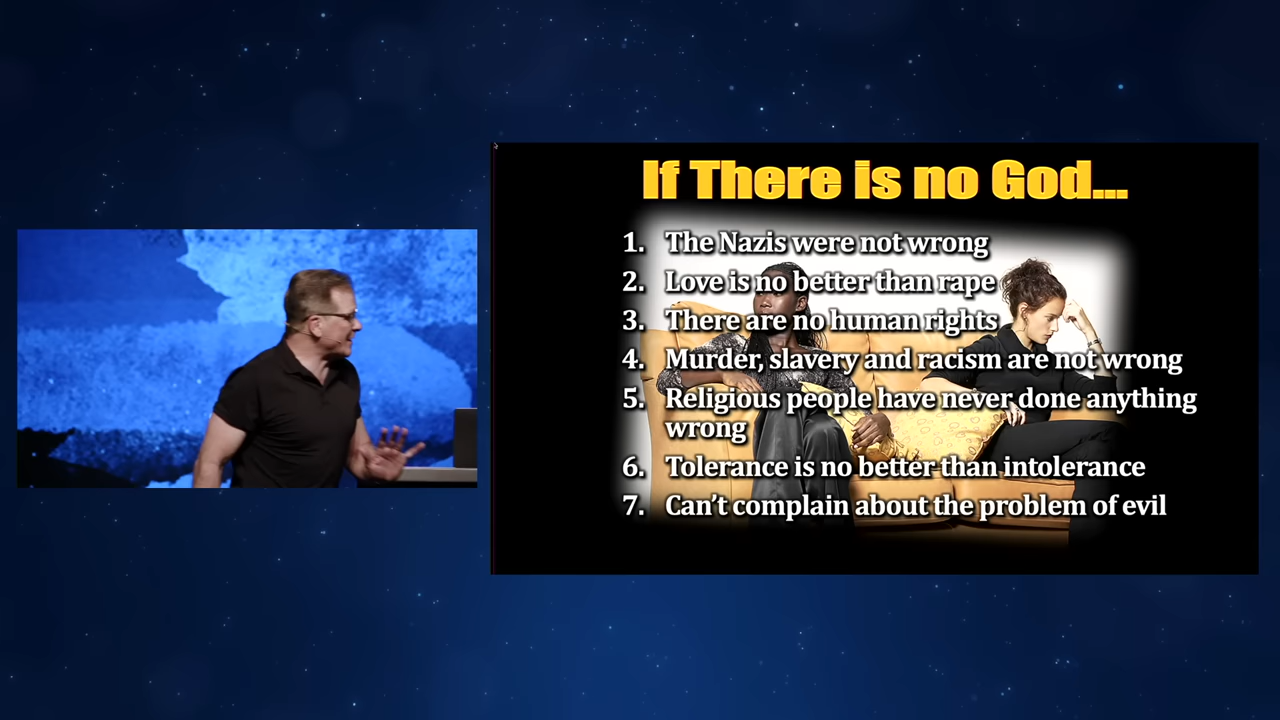 If There is no God...
1. The Nazis were not wrong
2. Love is no better than rape
3. There are no human rights
4. Murder, slavery and racism are not wrong
5. Religious people have never done anything
wrong
6. Tolerance is no better than intolerance
7. Can’t complain about the problem of evil